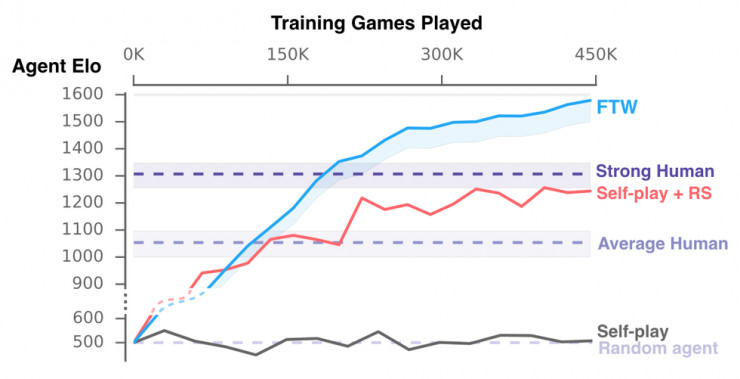 Training Games Played
0K 150K 300K 450K
Agent Elo
1600
1500
1400
1300
1200
1100
1000
900
600
500
FTW
Strong Human
Self-play + RS
Average Human
Self-play
Random agent